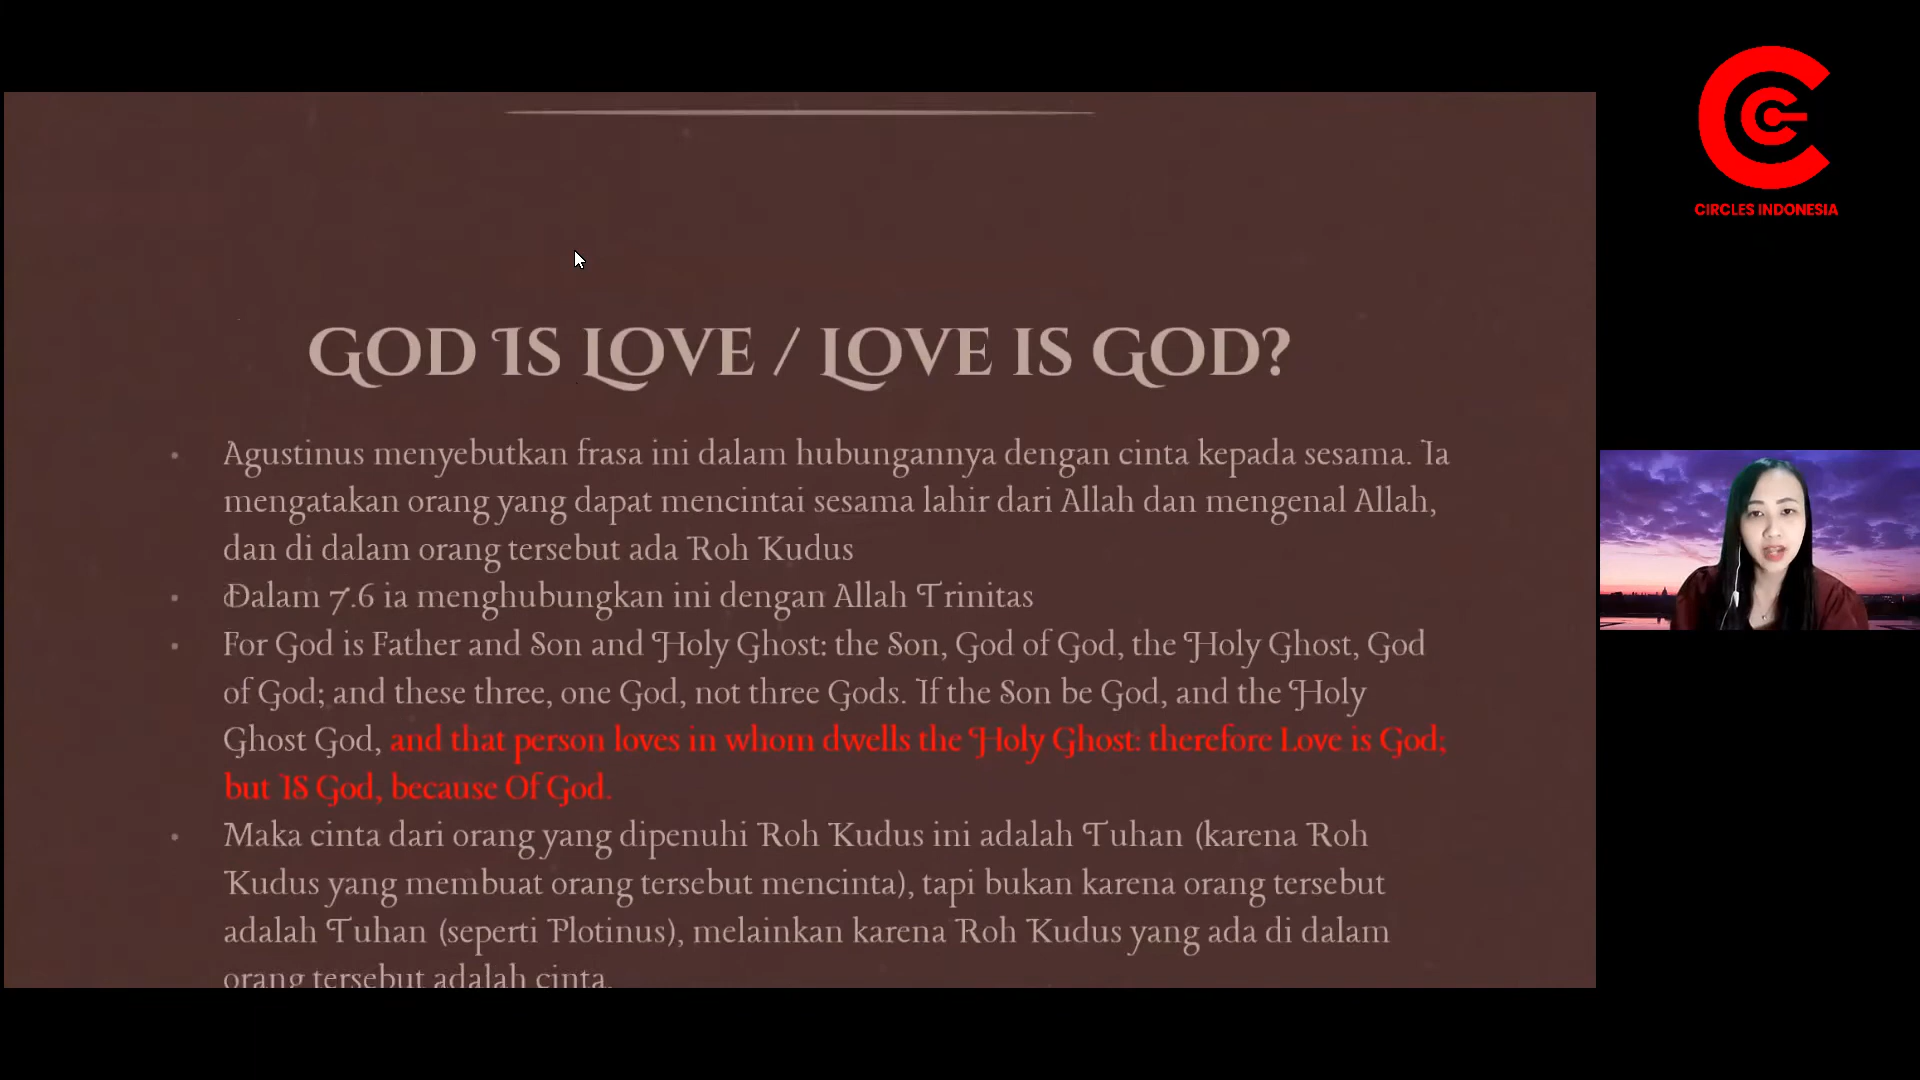 GOD IS LOVE / LOVE IS GOD?
• Agustinus menyebutkan frasa ini dalam hubungannya dengan cinta kepada sesama. Ia
mengatakan orang yang dapat mencintai sesama lahir dari Allah dan mengenal Allah,
dan di dalam orang tersebut ada Roh Kudus
• Dalam 7.6 ia menghubungkan ini dengan Allah Trinitas
• For God is Father and Son and Holy Ghost: the Son, God of God, the Holy Ghost, God
of God; and these three, one God, not three Gods. If the Son be God, and the Holy
Ghost God, and that person loves in whom dwells the Holy Ghost: therefore Love is God;
but IS God, because Of God.
• Maka cinta dari orang yang dipenuhi Roh Kudus ini adalah Tuhan (karena Roh
Kudus yang membuat orang tersebut mencinta), tapi bukan karena orang tersebut
adalah Tuhan (seperti Plotinus), melainkan karena Roh Kudus yang ada di dalam
orang tersebut adalah cinta.
CIRCLES INDONESIA